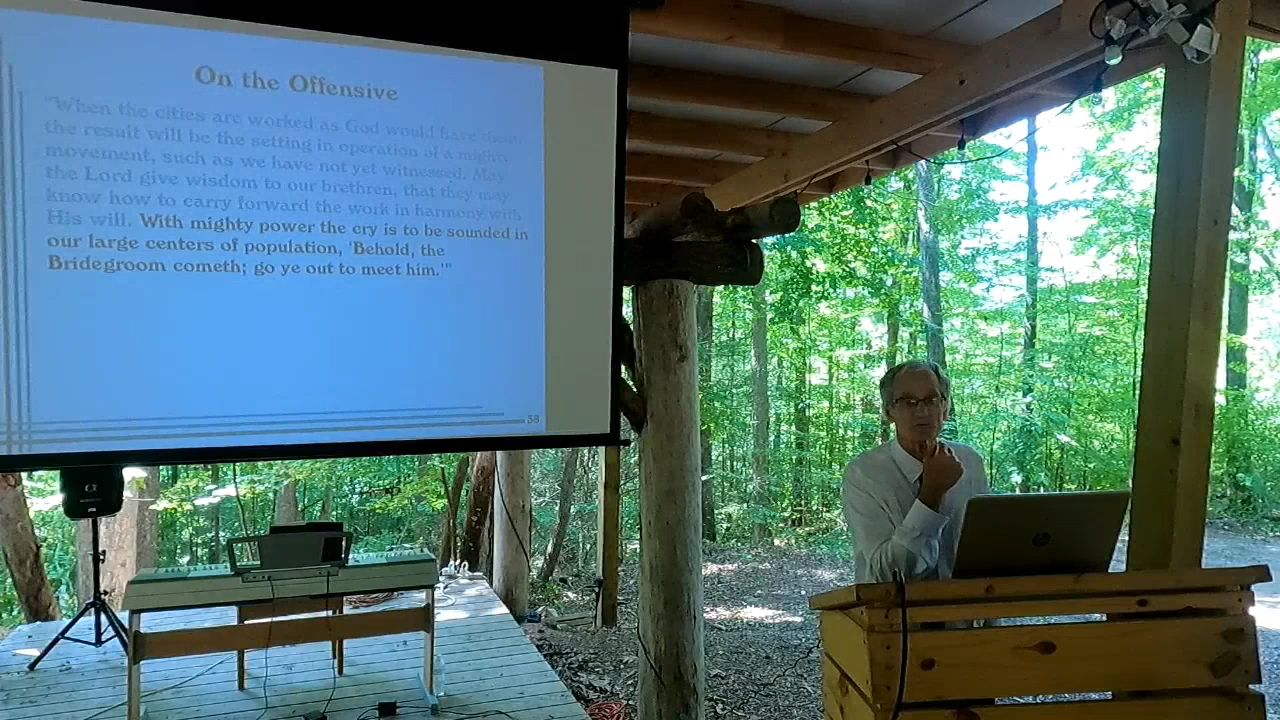 On the Offensive
"When the cities are worked as God would have them,
the result will be the setting in operation of a mighty
movement, such as we have not yet witnessed. May
the Lord give wisdom to our brethren, that they may
know how to carry forward the work in harmony with
His will. With mighty power the cry is to be sounded in
our large centers of population, 'Behold, the
Bridegroom cometh; go ye out to meet him.'"
38
hp